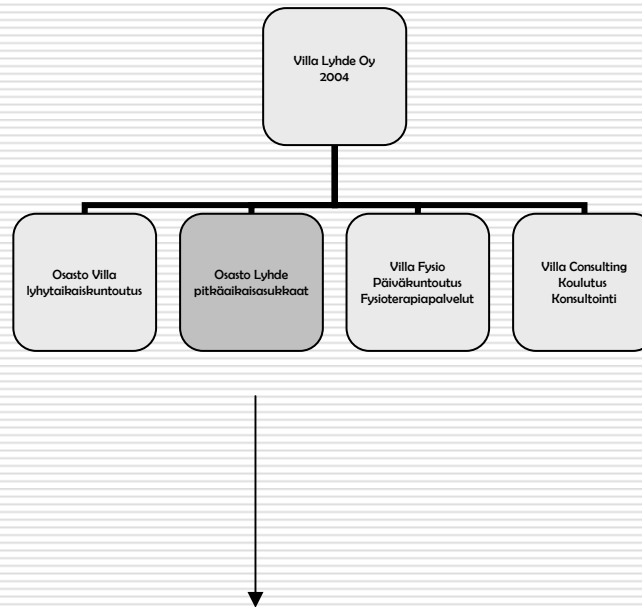 Villa Lyhde Oy
2004
Osasto Villa
lyhytaikaiskuntoutus
Osasto Lyhde
pitkäaikaisasukkaat
Villa Fysio
Päiväkuntoutus
Fysioterapiapalvelut
Villa Consulting
Koulutus
Konsultointi